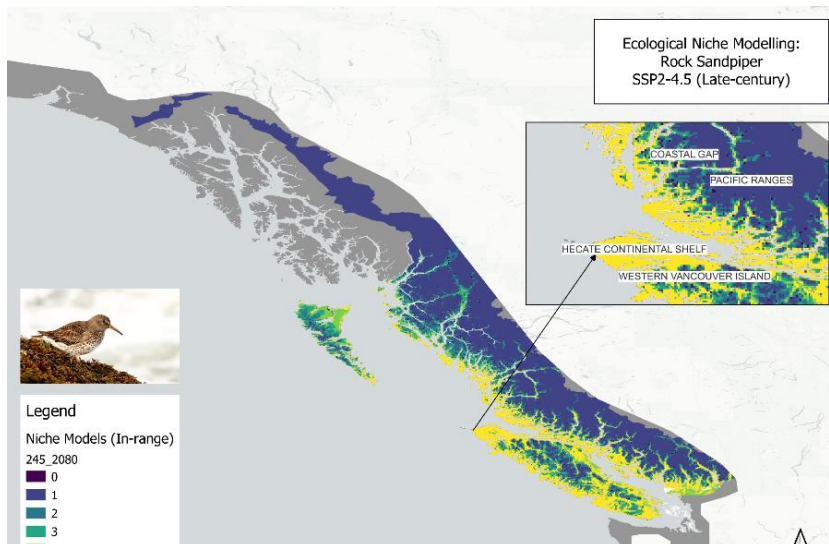 Ecological Niche Modelling:
Rock Sandpiper
SSP2-4.5 (Late-century)
COASTAL GAP
PACIFIC RANGES
HECATE CONTINENTAL SHELF
WESTERN VANCOUVER ISLAND
Legend
Niche Models (In-range)
245_2080
0
1
2
3